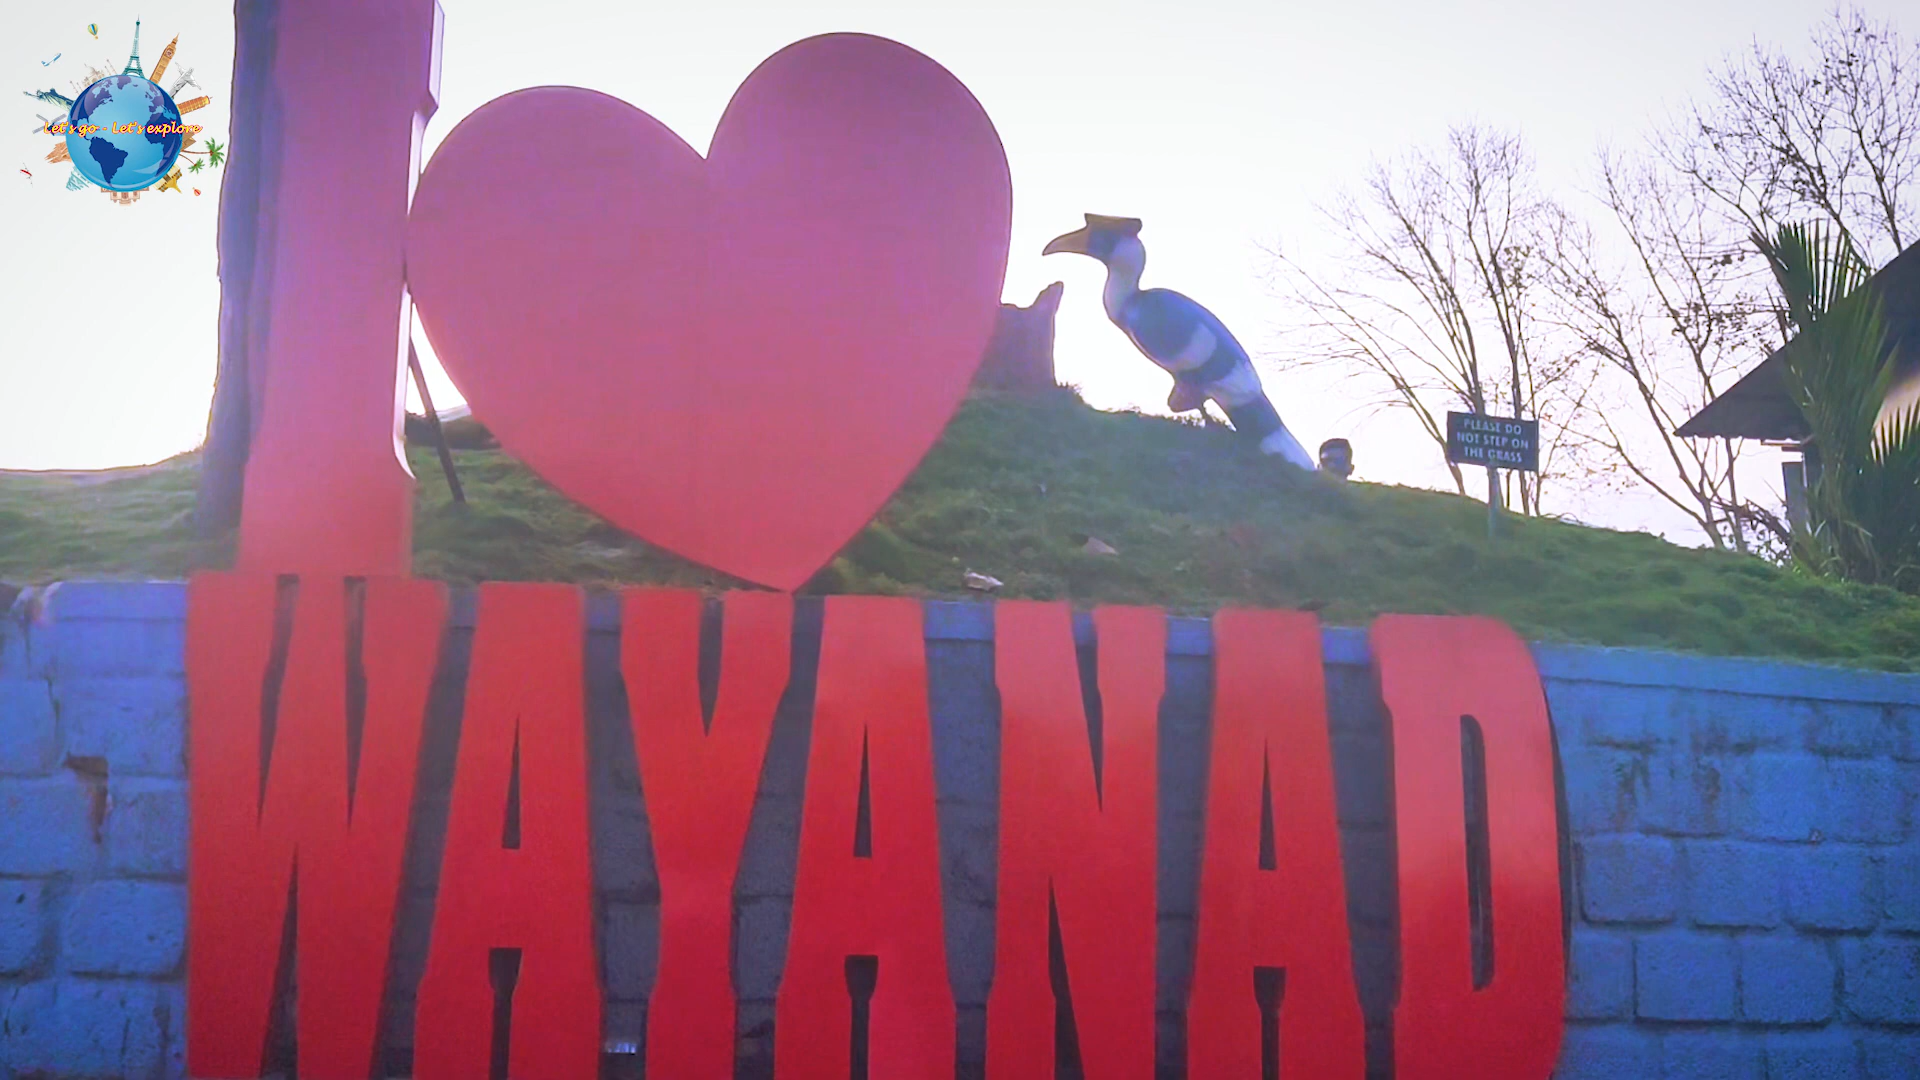 Let's go - Let's explore
I
WAYANAD
PLEASE DO
NOT STEP ON
THE GRASS